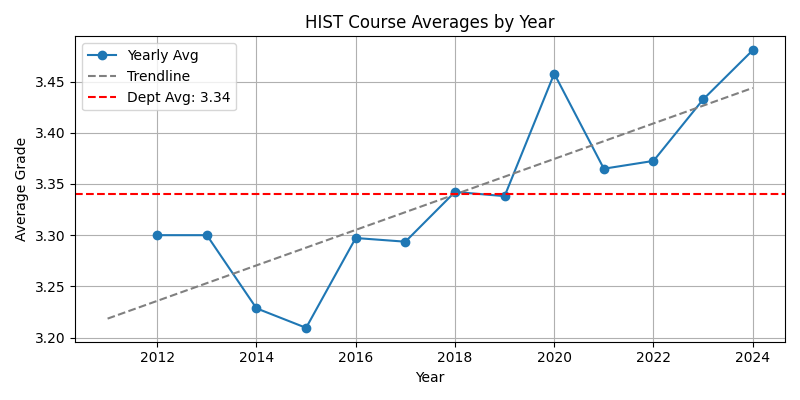 HIST Course Averages by Year
Yearly Avg
Trendline
Dept Avg: 3.34
Average Grade
3.45
3.40
3.35
3.30
3.25
3.20
2012 2014 2016 2018 2020 2022 2024
Year